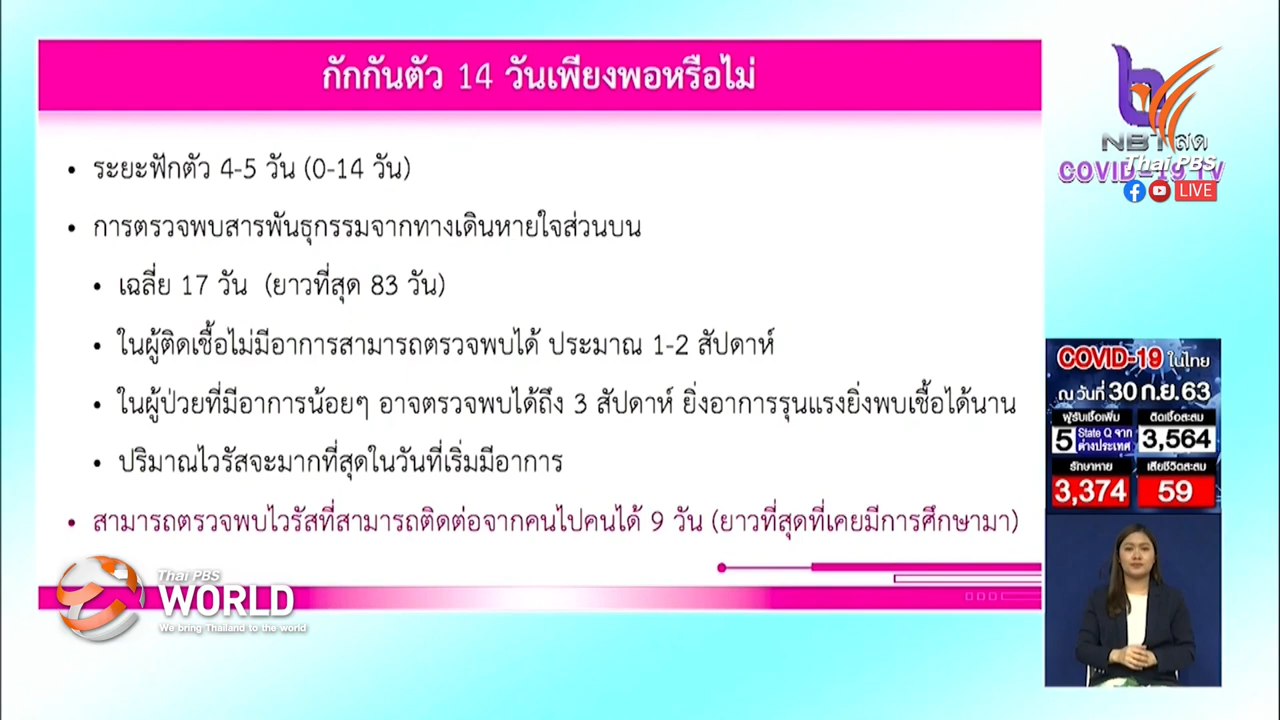 กักกันตัว 14 วันเพียงพอหรือไม่
• ระยะฟักตัว 4-5 วัน (0-14 วัน)
• การตรวจพบสารพันธุกรรมจากทางเดินหายใจส่วนบน
• เฉลี่ย 17 วัน (ยาวที่สุด 83 วัน)
• ในผู้ติดเชื้อไม่มีอาการสามารถตรวจพบได้ ประมาณ 1-2 สัปดาห์
• ในผู้ป่วยที่มีอาการน้อยๆ อาจตรวจพบได้ถึง 3 สัปดาห์ ยิ่งอาการรุนแรงยิ่งพบเชื้อได้นาน
• ปริมาณไวรัสจะมากที่สุดในวันที่เริ่มมีอาการ
• สามารถตรวจพบไวรัสที่สามารถติดต่อจากคนไปคนได้ 9 วัน (ยาวที่สุดที่เคยมีการศึกษามา)
NBT สด
Thai PBS
COVID-19 TV
LIVE
COVID-19 ในไทย
ณ วันที่ 30 ก.ย. 63
ผู้รับเชื้อเพิ่ม
5 State Q จาก
ต่างประเทศ
ติดเชื้อสะสม
3,564
รักษาหาย
3,374
เสียชีวิตสะสม
59
Thai PBS
WORLD
We bring Thailand to the world